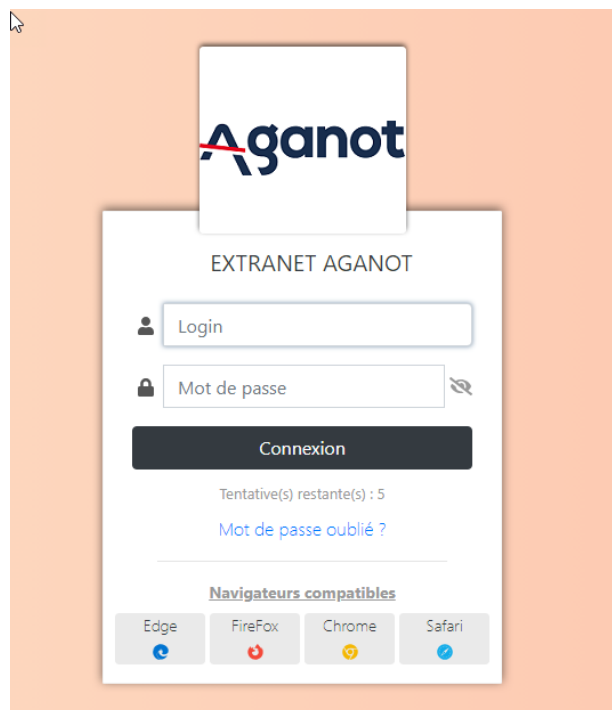 Aganot
EXTRANET AGANOT
Login
Mot de passe
Connexion
Tentative(s) restante(s) : 5
Mot de passe oublié ?
Navigateurs compatibles
Edge FireFox Chrome Safari